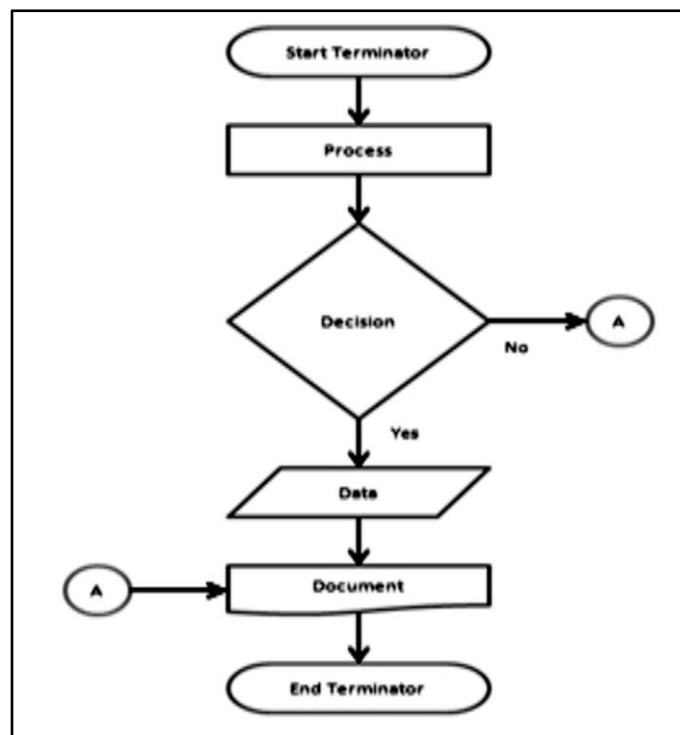 Start Terminator
Process
Decision
A
No
Yes
Data
A
Document
End Terminator